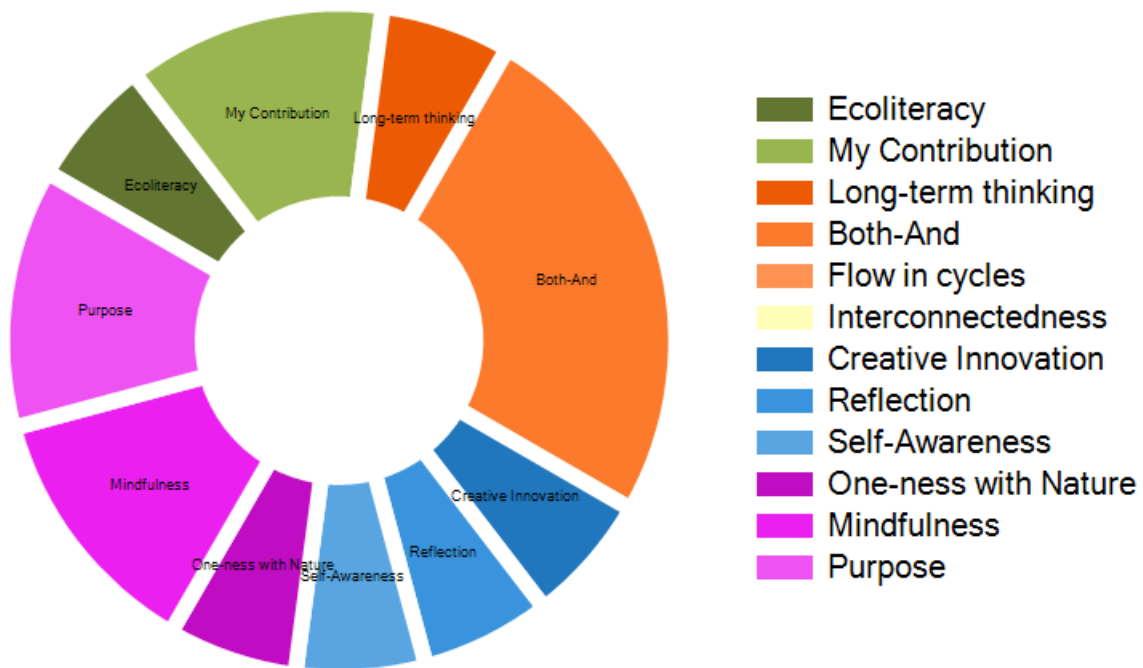 My Contribution
Long-term thinking
Ecoliteracy
Both-And
Purpose
Mindfulness
Creative Innovation
Reflection
One-ness with Nature
Self-Awareness
Ecoliteracy
My Contribution
Long-term thinking
Both-And
Flow in cycles
Interconnectedness
Creative Innovation
Reflection
Self-Awareness
One-ness with Nature
Mindfulness
Purpose